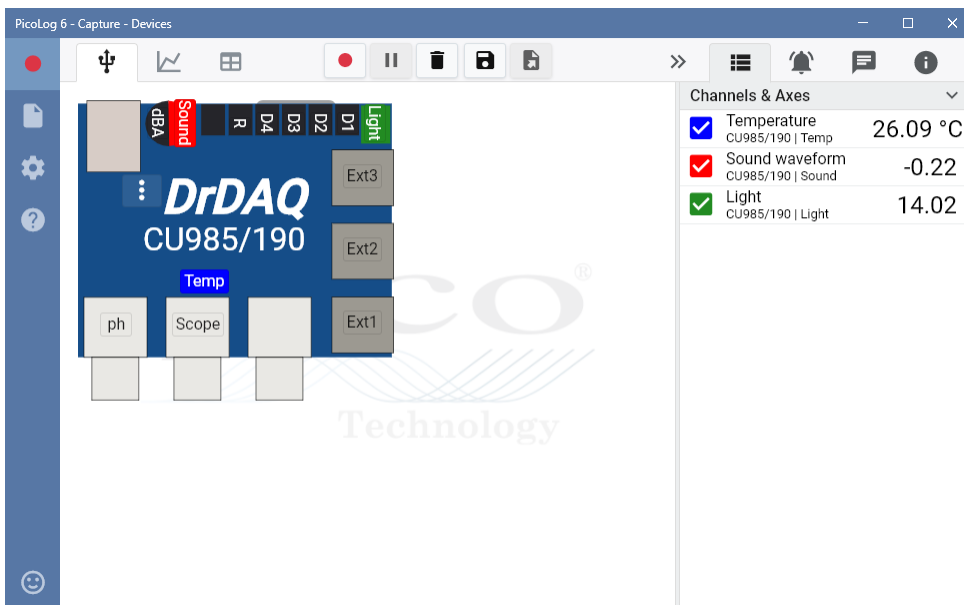 PicoLog 6 - Capture - Devices
Channels & Axes
Temperature
CU985/190 | Temp
26.09 °C
Sound waveform
CU985/190 | Sound
-0.22
Light
CU985/190 | Light
14.02
dBA
Sound
R
D4
D3
D2
D1
Light
Ext3
DrDAQ
CU985/190
Ext2
Temp
ph
Scope
Ext1
CO®
Technology